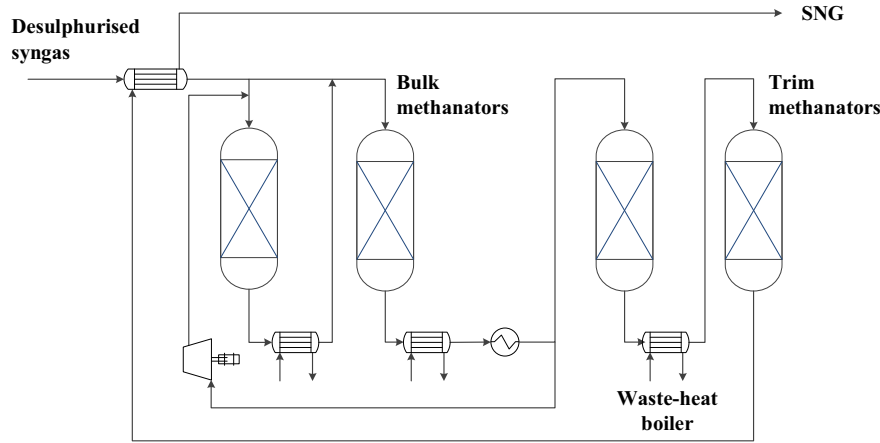 SNG
Desulphurised
syngas
Bulk
methanators
Trim
methanators
Waste-heat
boiler